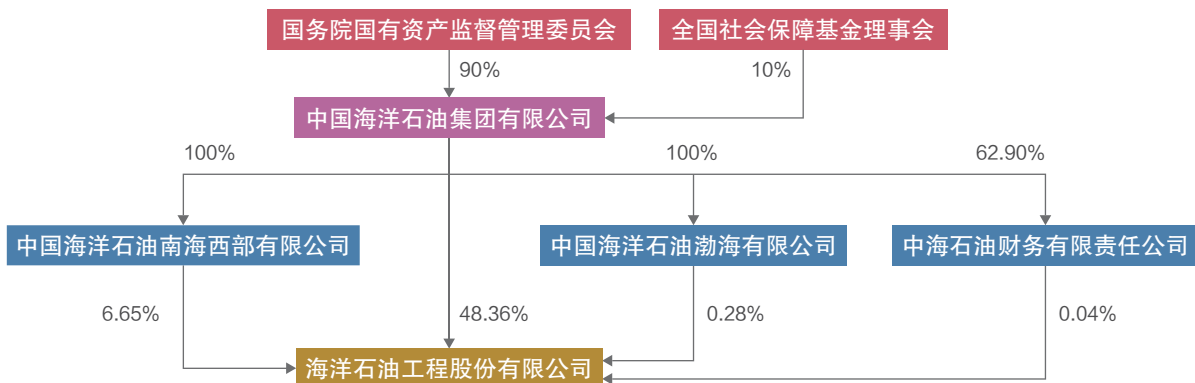 国务院国有资产监督管理委员会
全国社会保障基金理事会
90%
10%
中国海洋石油集团有限公司
100%
100%
62.90%
中国海洋石油南海西部有限公司
中国海洋石油渤海有限公司
中海石油财务有限责任公司
6.65%
48.36%
0.28%
0.04%
海洋石油工程股份有限公司